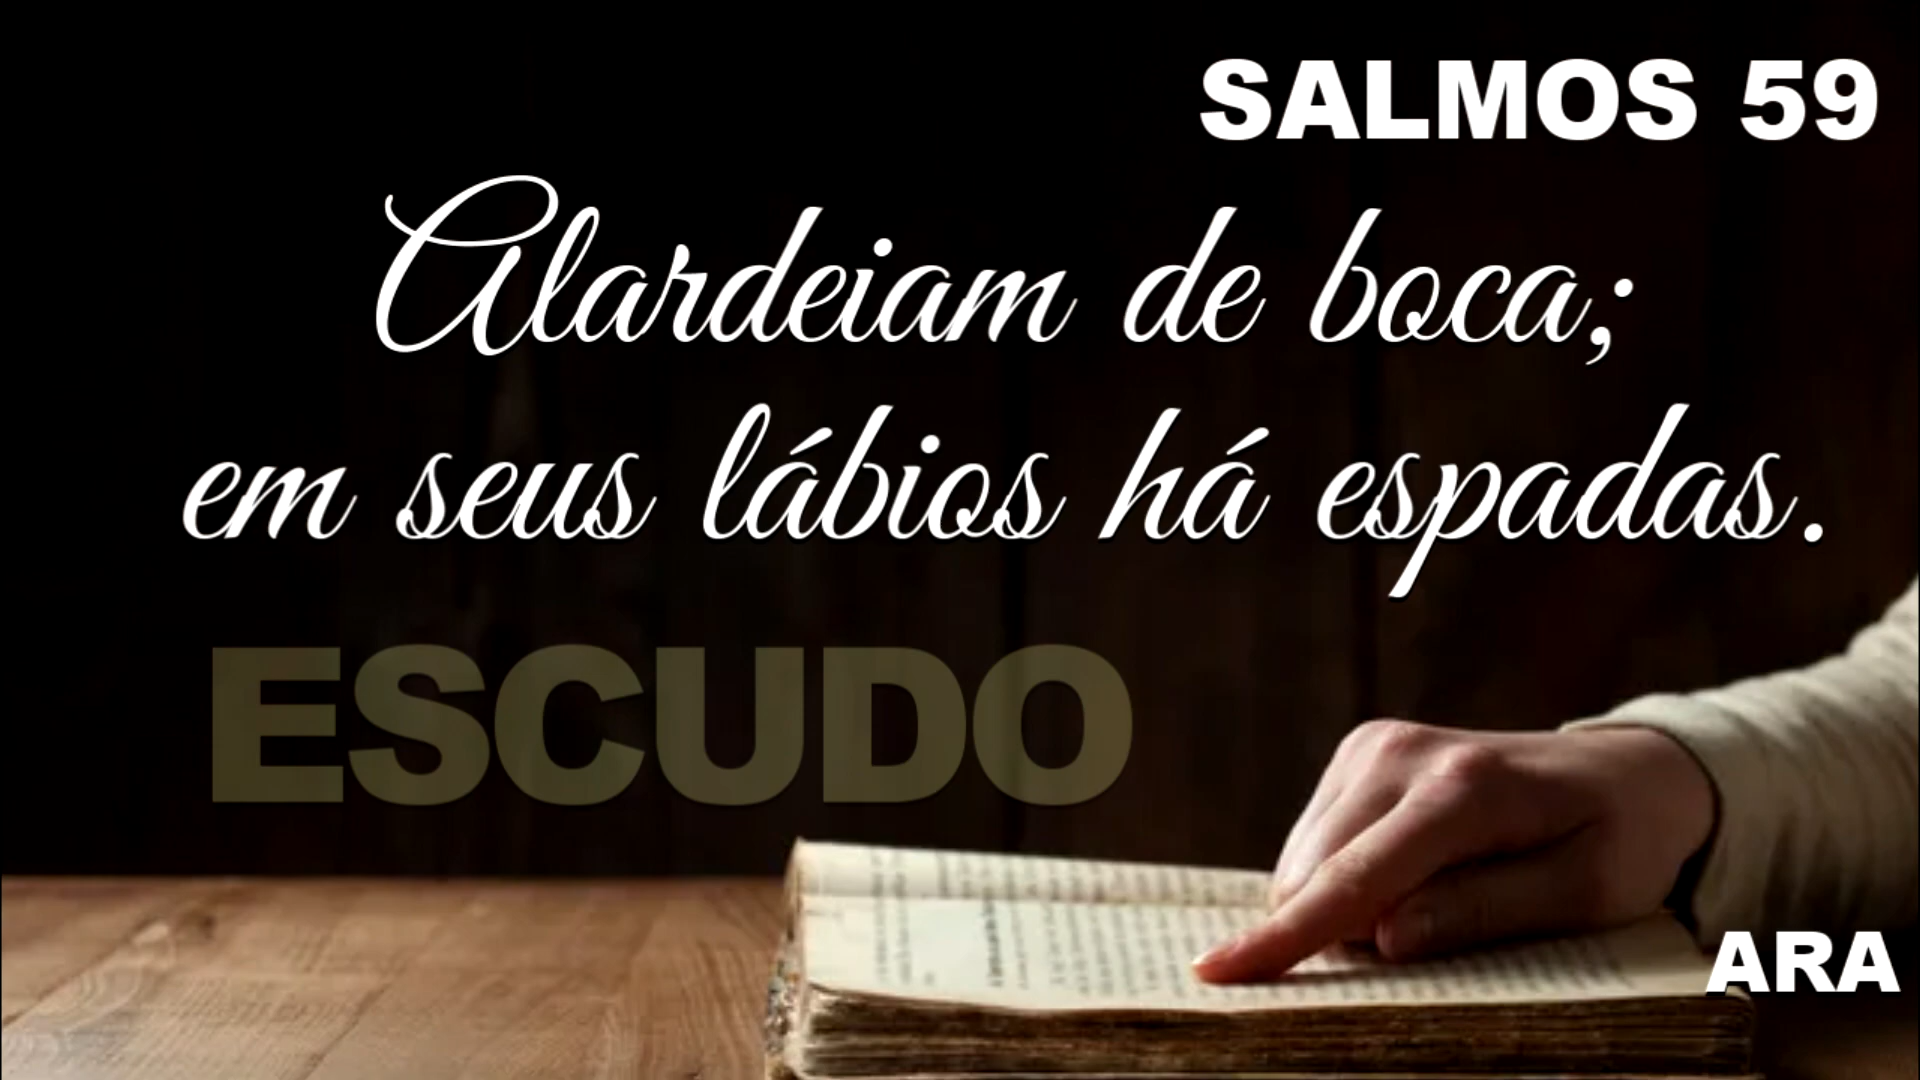 SALMOS 59
Alardeiam de boca;
em seus lábios há espadas.
ESCUDO
ARA